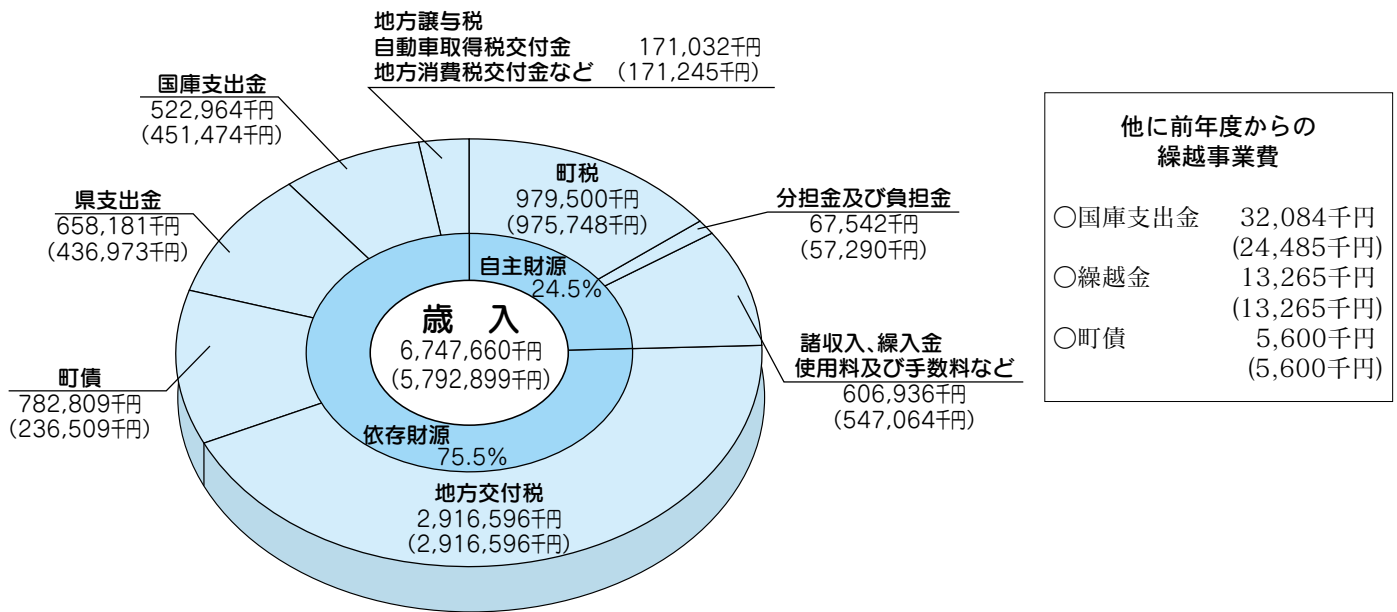 地方譲与税
自動車取得税交付金 171,032千円
地方消費税交付金など (171,245千円)
国庫支出金
522,964千円
(451,474千円)
県支出金
658,181千円
(436,973千円)
町債
782,809千円
(236,509千円)
町税
979,500千円
(975,748千円)
分担金及び負担金
67,542千円
(57,290千円)
諸収入、繰入金
使用料及び手数料など
606,936千円
(547,064千円)
自主財源
24.5%
歳 入
6,747,660千円
(5,792,899千円)
依存財源
75.5%
地方交付税
2,916,596千円
(2,916,596千円)
他に前年度からの
繰越事業費
○国庫支出金 32,084千円
(24,485千円)
○繰越金 13,265千円
(13,265千円)
○町債 5,600千円
(5,600千円)